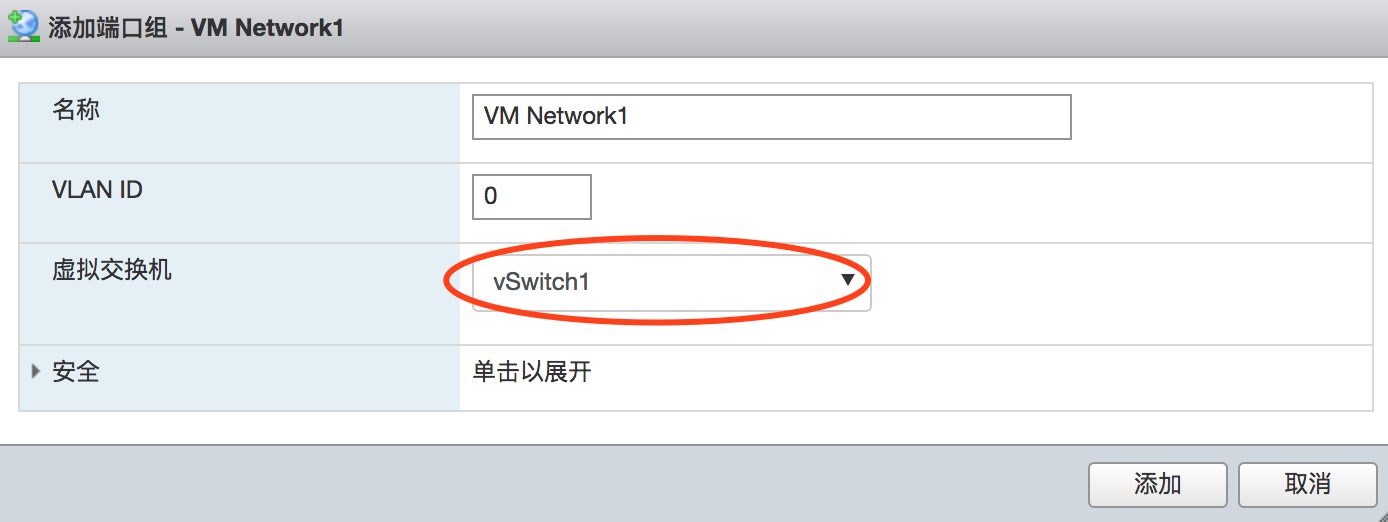 添加端口组 - VM Network1
名称
VM Network1
VLAN ID
0
虚拟交换机
vSwitch1
安全
单击以展开
添加
取消